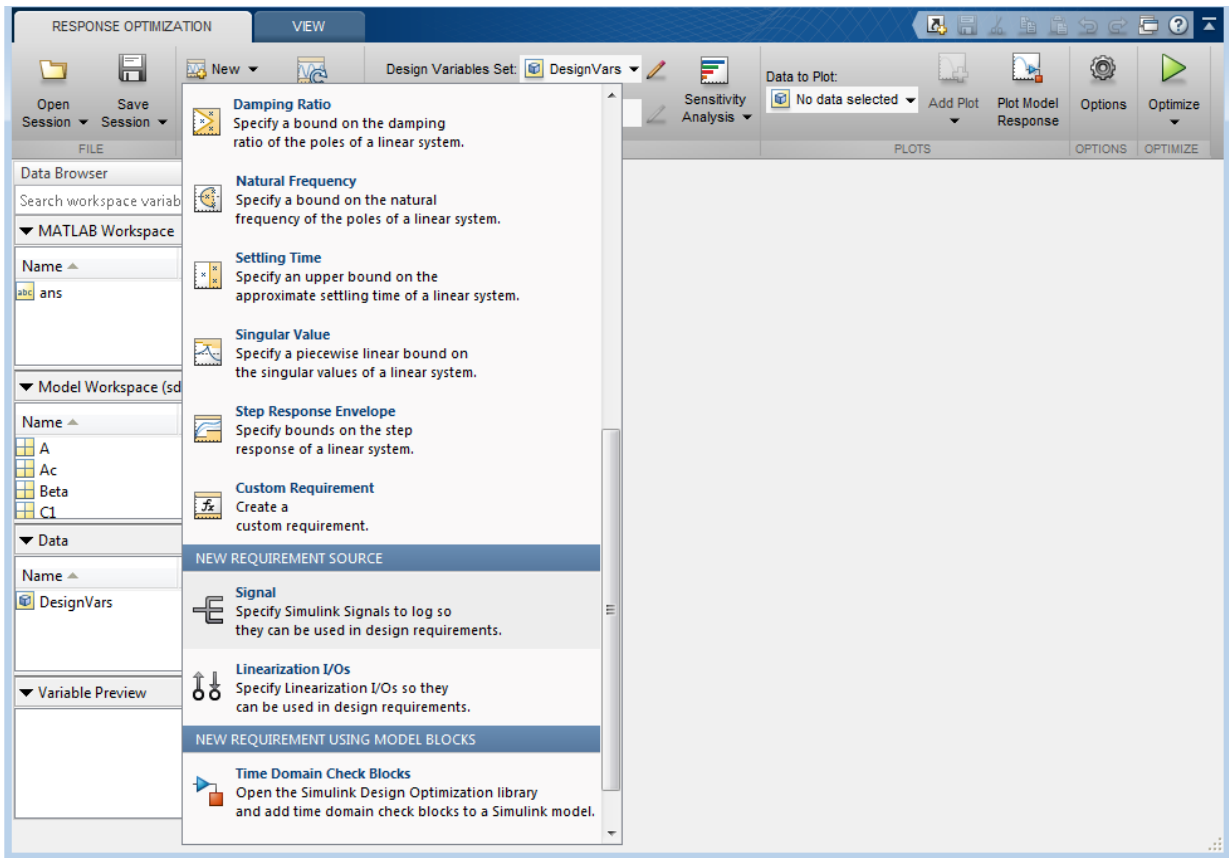 RESPONSE OPTIMIZATION
VIEW
New
Design Variables Set:
DesignVars
Data to Plot:
No data selected
Open
Session
Save
Session
Sensitivity
Analysis
Add Plot
Plot Model
Response
Options
Optimize
FILE
PLOTS
OPTIONS
OPTIMIZE
Data Browser
Search workspace variab
MATLAB Workspace
Name
abc ans
Model Workspace (sd
Name
A
Ac
Beta
C1
Data
Name
DesignVars
Variable Preview
Damping Ratio
Specify a bound on the damping
ratio of the poles of a linear system.
Natural Frequency
Specify a bound on the natural
frequency of the poles of a linear system.
Settling Time
Specify an upper bound on the
approximate settling time of a linear system.
Singular Value
Specify a piecewise linear bound on
the singular values of a linear system.
Step Response Envelope
Specify bounds on the step
response of a linear system.
fx
Custom Requirement
Create a
custom requirement.
NEW REQUIREMENT SOURCE
Signal
Specify Simulink Signals to log so
they can be used in design requirements.
Linearization I/Os
Specify Linearization I/Os so they
can be used in design requirements.
NEW REQUIREMENT USING MODEL BLOCKS
Time Domain Check Blocks
Open the Simulink Design Optimization library
and add time domain check blocks to a Simulink model.